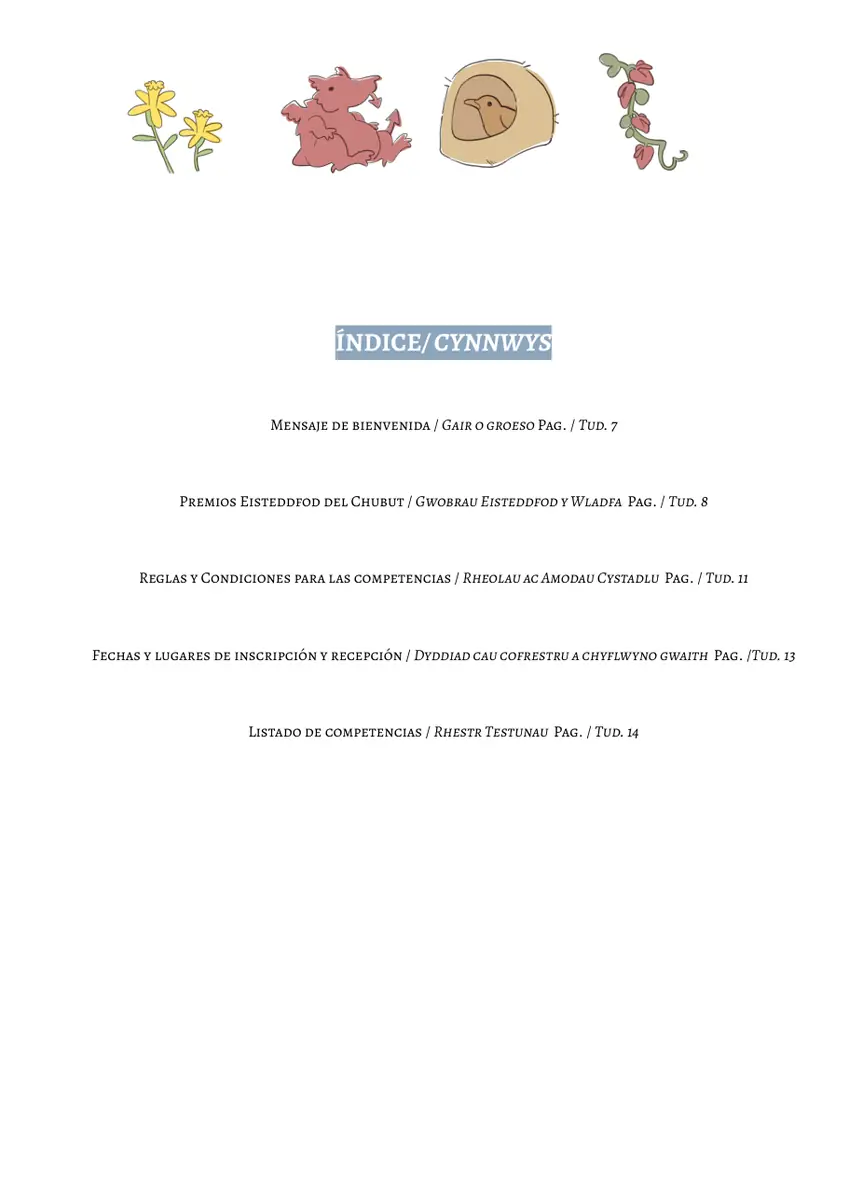 ÍNDICE/ CYNNWYS
Mensaje de bienvenida / Gair o groeso Pag. / Tud. 7
Premios Eisteddfod del Chubut / Gwobrau Eisteddfod y Wladfa Pag. / Tud. 8
Reglas y Condiciones para las competencias / Rheolau ac Amodau Cystadlu Pag. / Tud. 11
Fechas y lugares de inscripción y recepción / Dyddiad cau cofrestru a chyflwyno gwaith Pag. /Tud. 13
Listado de competencias / Rhestr Testunau Pag. / Tud. 14